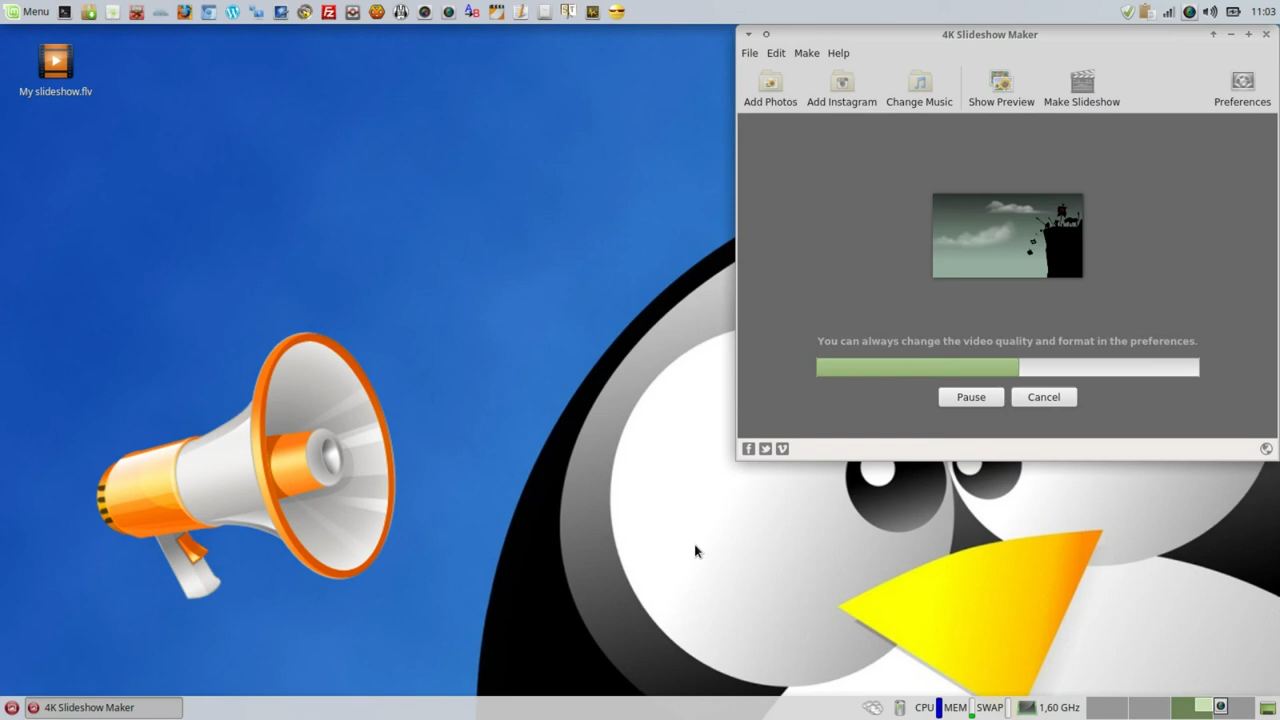 Menu
11:03
My slideshow.flv
4K Slideshow Maker
File Edit Make Help
Add Photos Add Instagram Change Music Show Preview Make Slideshow Preferences
You can always change the video quality and format in the preferences.
Pause Cancel
4K Slideshow Maker
CPU MEM SWAP 1,60 GHz